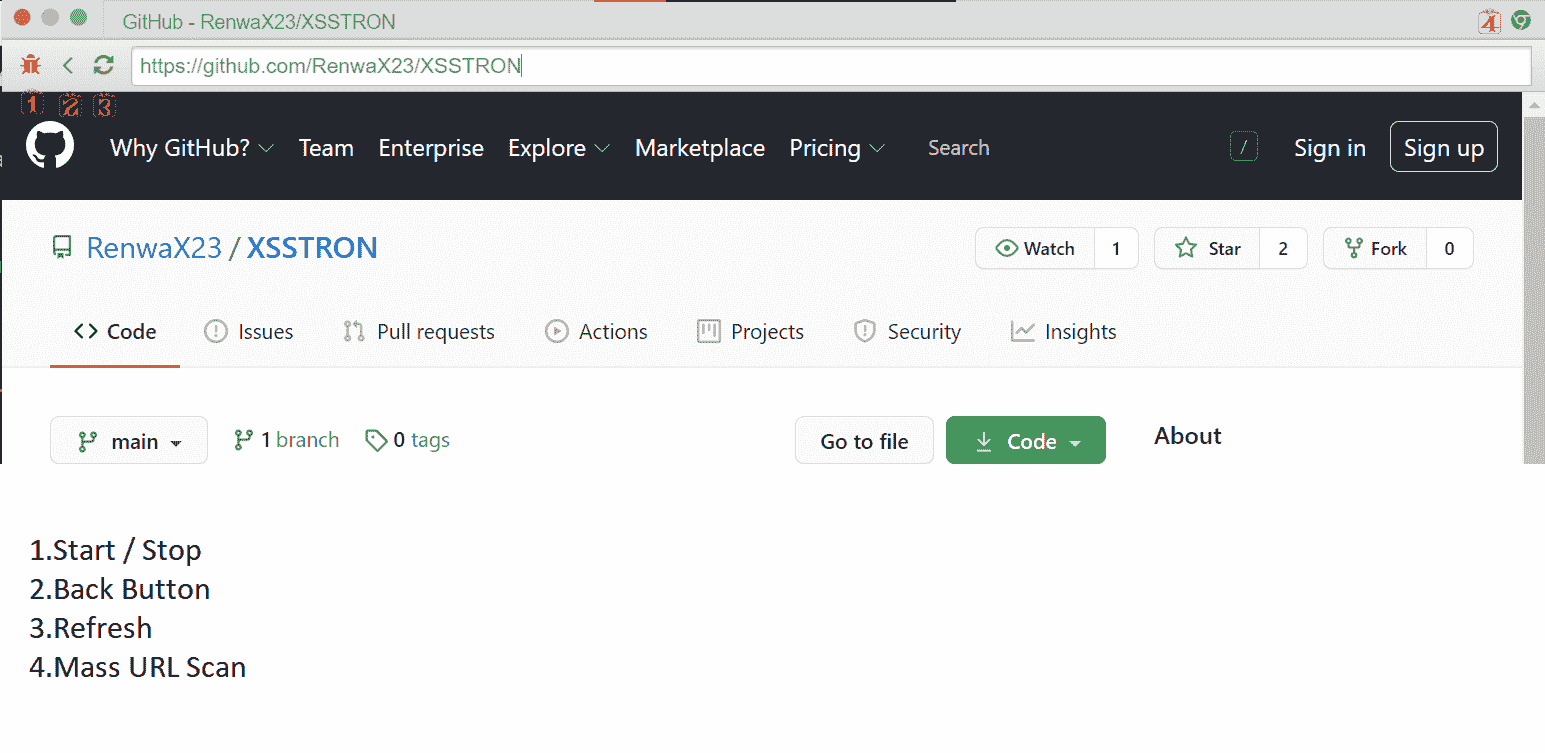 GitHub - RenwaX23/XSSTRON
4
https://github.com/RenwaX23/XSSTRON
1 2 3
Why GitHub? Team Enterprise Explore Marketplace Pricing Search / Sign in Sign up
RenwaX23 / XSSTRON Watch 1 Star 2 Fork 0
Code Issues Pull requests Actions Projects Security Insights
main 1 branch 0 tags Go to file Code About
1.Start / Stop
2.Back Button
3.Refresh
4.Mass URL Scan